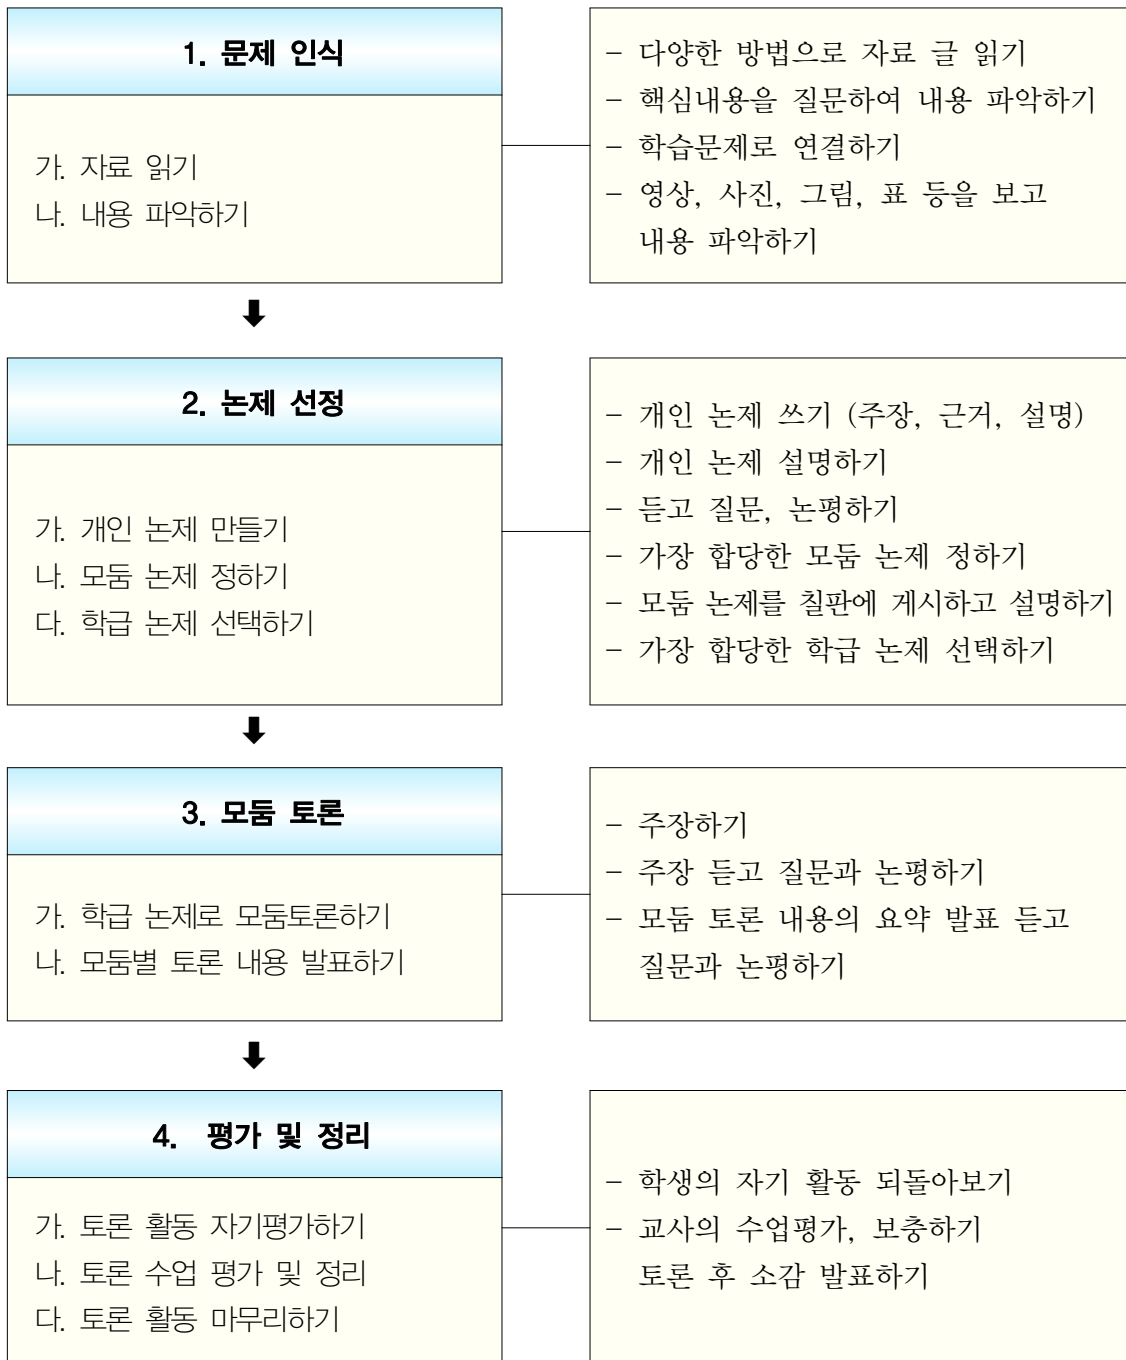 1. 문제 인식
가. 자료 읽기
나. 내용 파악하기
- 다양한 방법으로 자료 글 읽기
- 핵심내용을 질문하여 내용 파악하기
- 학습문제로 연결하기
- 영상, 사진, 그림, 표 등을 보고
내용 파악하기
2. 논제 선정
가. 개인 논제 만들기
나. 모둠 논제 정하기
다. 학급 논제 선택하기
- 개인 논제 쓰기 (주장, 근거, 설명)
- 개인 논제 설명하기
- 듣고 질문, 논평하기
- 가장 합당한 모둠 논제 정하기
- 모둠 논제를 칠판에 게시하고 설명하기
- 가장 합당한 학급 논제 선택하기
3. 모둠 토론
가. 학급 논제로 모둠토론하기
나. 모둠별 토론 내용 발표하기
- 주장하기
- 주장 듣고 질문과 논평하기
- 모둠 토론 내용의 요약 발표 듣고
질문과 논평하기
4. 평가 및 정리
가. 토론 활동 자기평가하기
나. 토론 수업 평가 및 정리
다. 토론 활동 마무리하기
- 학생의 자기 활동 되돌아보기
- 교사의 수업평가, 보충하기
토론 후 소감 발표하기